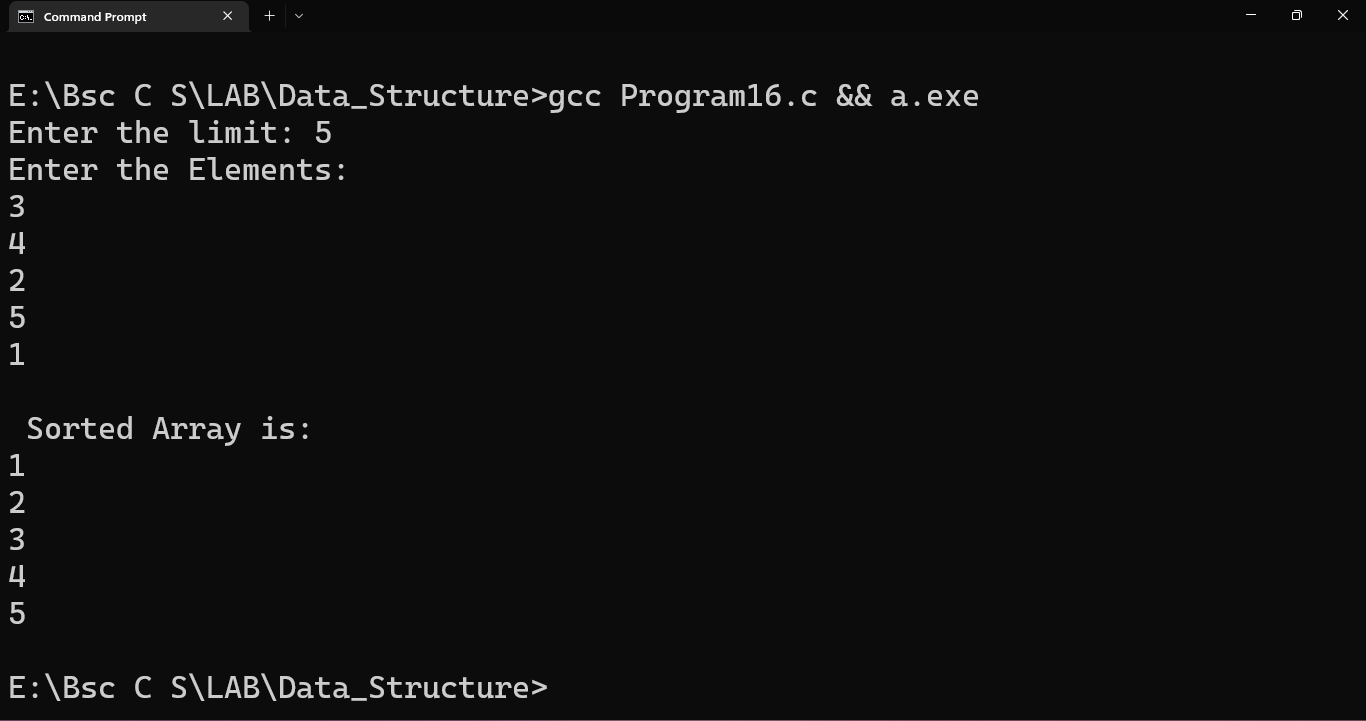 Command Prompt
E:\Bsc C S\LAB\Data_Structure>gcc Program16.c && a.exe
Enter the limit: 5
Enter the Elements:
3
4
2
5
1
 Sorted Array is:
1
2
3
4
5
E:\Bsc C S\LAB\Data_Structure>